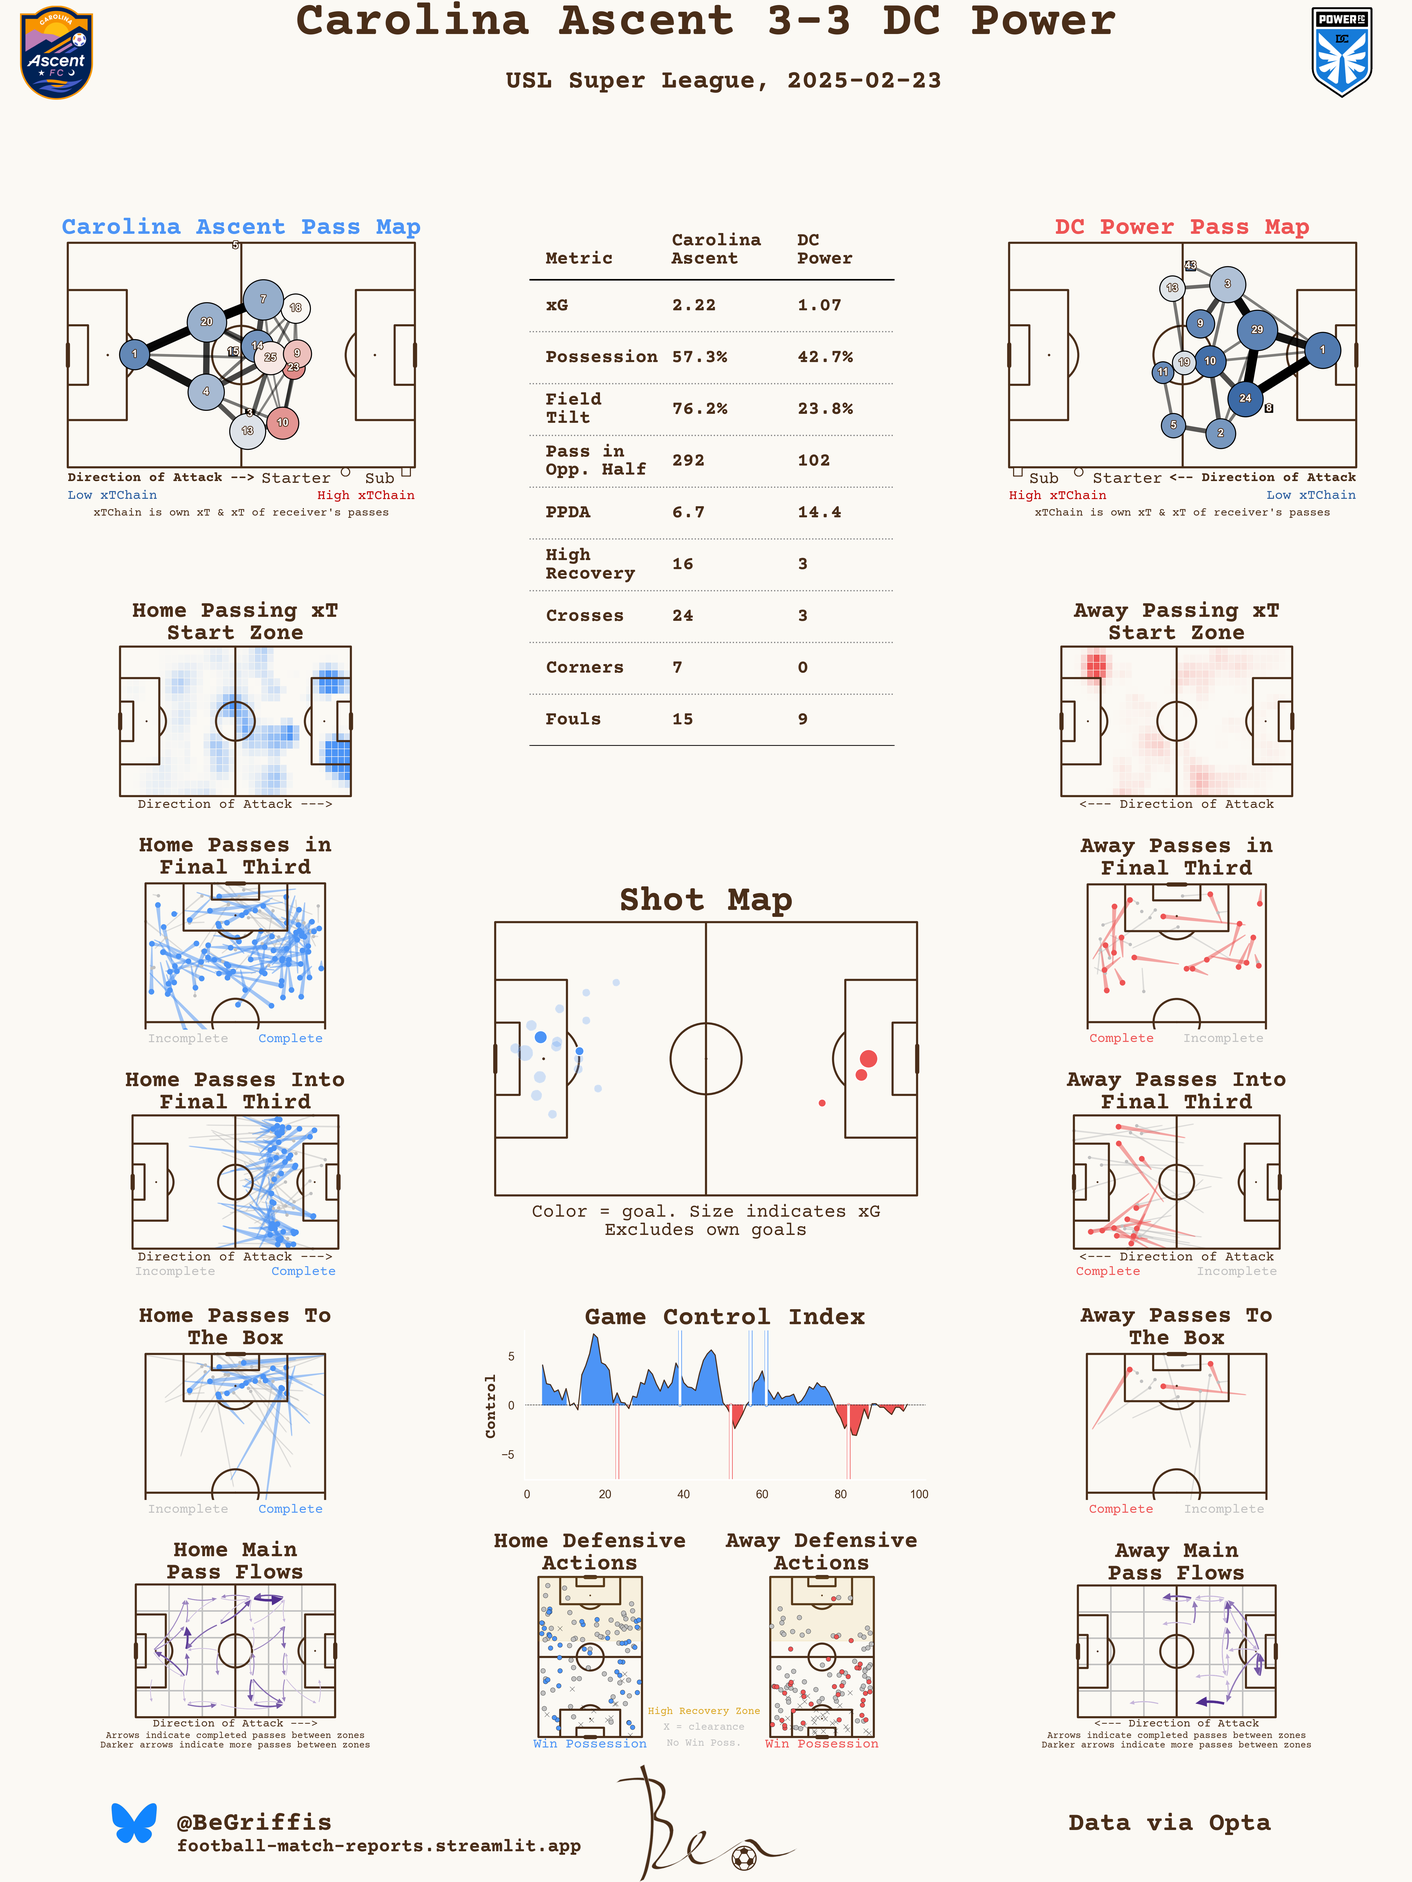 Carolina Ascent 3-3 DC Power
USL Super League, 2025-02-23
CAROLINA
Ascent
FC
POWER FC
DC
Carolina Ascent Pass Map
5
7
18
20
14
15
1
25
9
23
4
3
13
10
Direction of Attack --> Starter Sub
Low xTChain High xTChain
xTChain is own xT & xT of receiver's passes
Metric Carolina Ascent DC Power
xG 2.22 1.07
Possession 57.3% 42.7%
Field Tilt 76.2% 23.8%
Pass in Opp. Half 292 102
PPDA 6.7 14.4
High Recovery 16 3
Crosses 24 3
Corners 7 0
Fouls 15 9
DC Power Pass Map
43
13
3
9
29
1
19
10
11
24
8
5
2
Sub Starter <-- Direction of Attack
High xTChain Low xTChain
xTChain is own xT & xT of receiver's passes
Home Passing xT
Start Zone
Direction of Attack --->
Away Passing xT
Start Zone
<--- Direction of Attack
Home Passes in
Final Third
Incomplete Complete
Away Passes in
Final Third
Complete Incomplete
Shot Map
Color = goal. Size indicates xG
Excludes own goals
Home Passes Into
Final Third
Direction of Attack --->
Incomplete Complete
Away Passes Into
Final Third
<--- Direction of Attack
Complete Incomplete
Home Passes To
The Box
Incomplete Complete
Game Control Index
Control
5
0
−5
0 20 40 60 80 100
Away Passes To
The Box
Complete Incomplete
Home Main
Pass Flows
Direction of Attack --->
Arrows indicate completed passes between zones
Darker arrows indicate more passes between zones
Home Defensive
Actions
Win Possession
Away Defensive
Actions
Win Possession
High Recovery Zone
X = clearance
No Win Poss.
Away Main
Pass Flows
<--- Direction of Attack
Arrows indicate completed passes between zones
Darker arrows indicate more passes between zones
@BeGriffis
football-match-reports.streamlit.app
Ben
Data via Opta